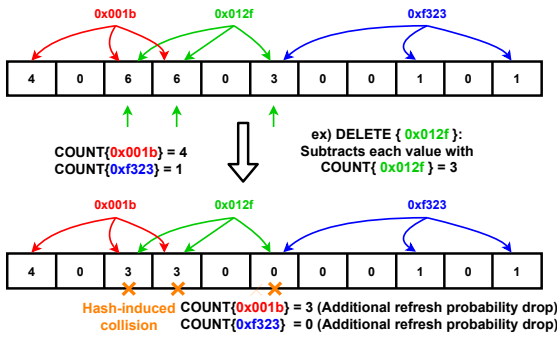 0x001b 0x012f 0xf323
4 0 6 6 0 3 0 0 1 0 1
COUNT{0x001b} = 4
COUNT{0xf323} = 1
ex) DELETE { 0x012f }:
Subtracts each value with
COUNT{ 0x012f } = 3
0x001b 0x012f 0xf323
4 0 3 3 0 0 0 0 1 0 1
Hash-induced
collision
COUNT{0x001b} = 3 (Additional refresh probability drop)
COUNT{0xf323} = 0 (Additional refresh probability drop)